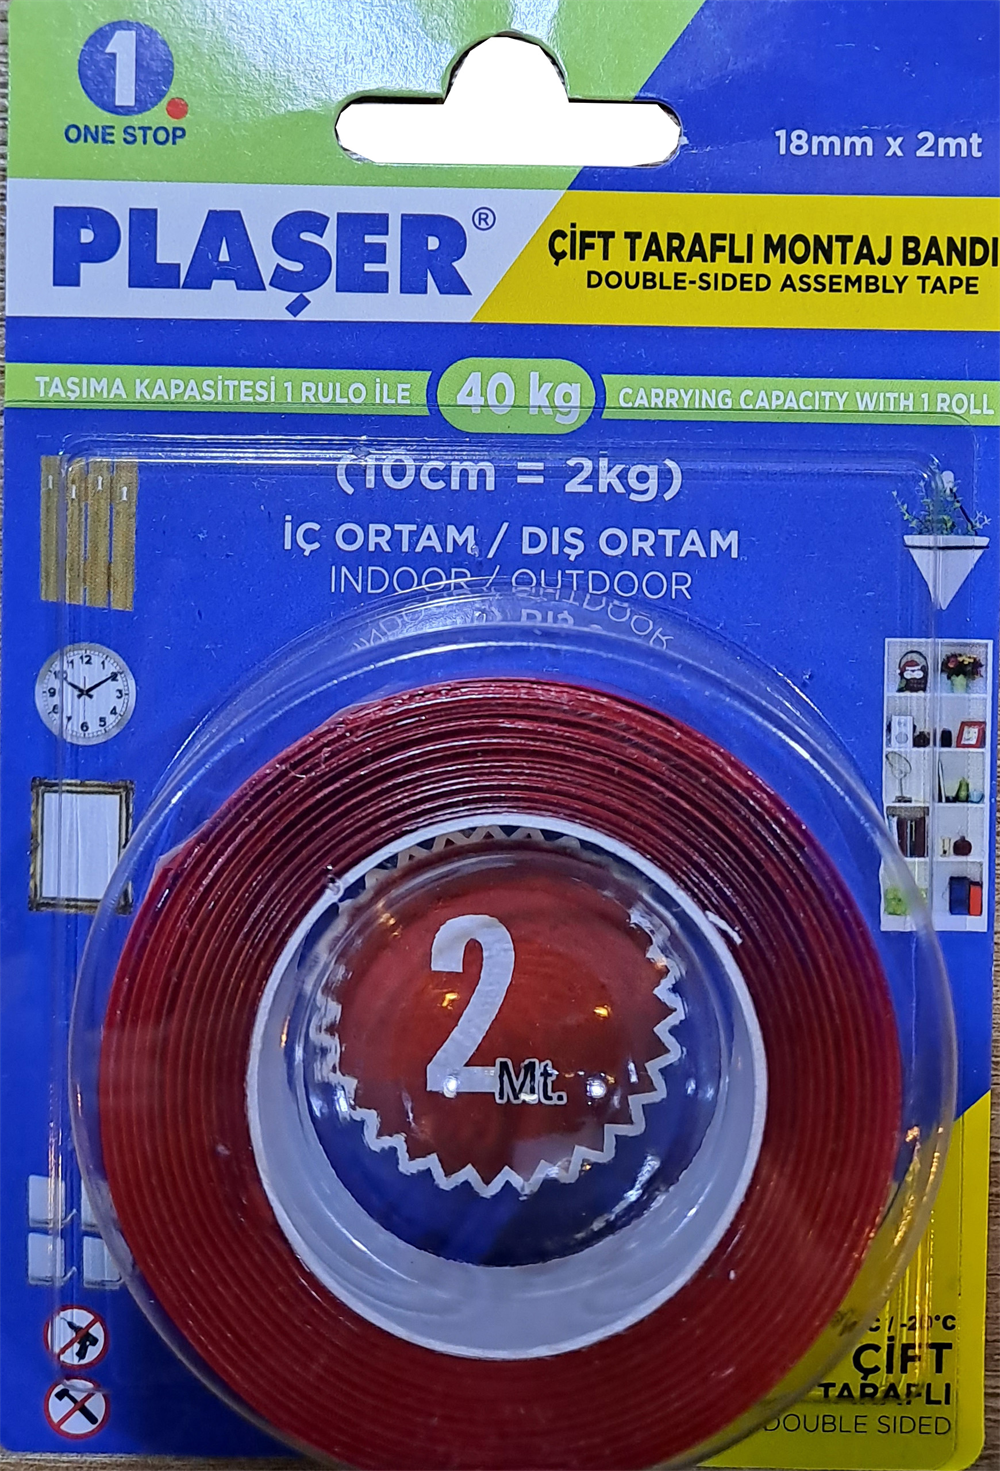 1
ONE STOP
18mm x 2mt
PLAŞER®
ÇİFT TARAFLI MONTAJ BANDI
DOUBLE-SIDED ASSEMBLY TAPE
TAŞIMA KAPASİTESİ 1 RULO İLE
40 kg
CARRYING CAPACITY WITH 1 ROLL
(10cm = 2kg)
İÇ ORTAM / DIŞ ORTAM
INDOOR / OUTDOOR
2
Mt.
-20°C
ÇİFT
TARAFLI
DOUBLE SIDED